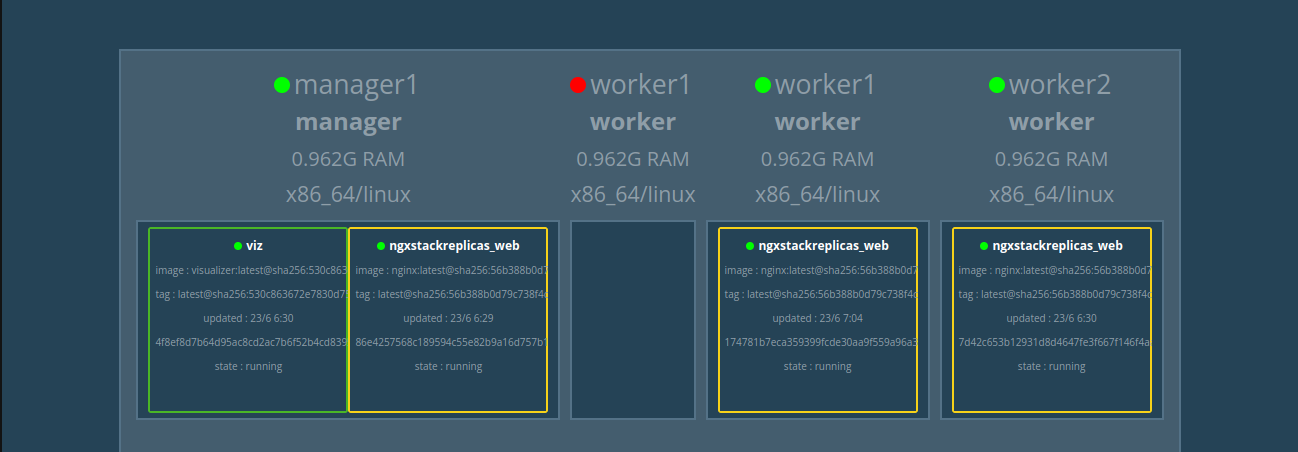 manager1
manager
0.962G RAM
x86_64/linux
worker1
worker
0.962G RAM
x86_64/linux
worker1
worker
0.962G RAM
x86_64/linux
worker2
worker
0.962G RAM
x86_64/linux
viz
image : visualizer:latest@sha256:530c863
tag : latest@sha256:530c863672e7830d7
updated : 23/6 6:30
4f8ef8d7b64d95ac8cd2ac7b6f52b4cd839
state : running
ngxstackreplicas_web
image : nginx:latest@sha256:56b388b0d7
tag : latest@sha256:56b388b0d79c738f4
updated : 23/6 6:29
86e4257568c189594c55e82b9a16d757b1
state : running
ngxstackreplicas_web
image : nginx:latest@sha256:56b388b0d7
tag : latest@sha256:56b388b0d79c738f4
updated : 23/6 7:04
174781b7eca359399fcde30aa9f559a96a3
state : running
ngxstackreplicas_web
image : nginx:latest@sha256:56b388b0d7
tag : latest@sha256:56b388b0d79c738f4
updated : 23/6 6:30
7d42c653b12931d8d4647fe3f667f146f4a
state : running